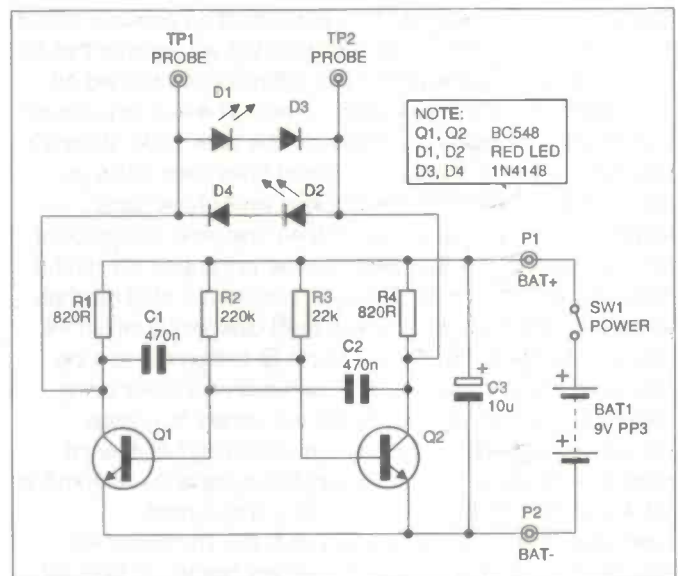 TP1
PROBE
TP2
PROBE
D1
D3
NOTE:
Q1, Q2 BC548
D1, D2 RED LED
D3, D4 1N4148
D4
D2
P1
BAT+
R1
820R
R2
220k
R3
22k
R4
820R
SW1
POWER
C1
470n
C2
470n
+
C3
10u
+
BAT1
9V PP3
+
Q1
Q2
P2
BAT-